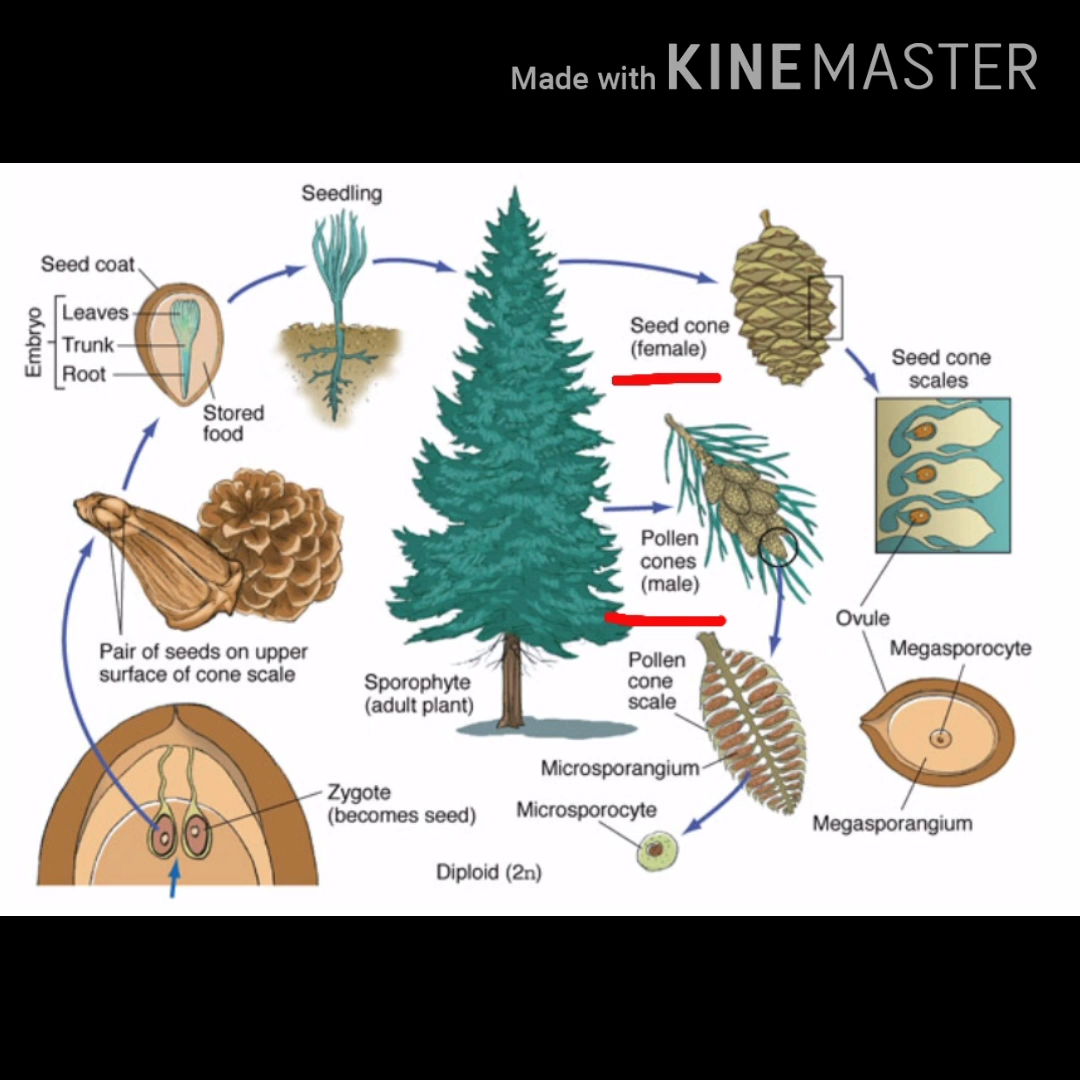 Made with KINEMASTER
Seedling
Seed coat
Embryo
Leaves
Trunk
Root
Stored
food
Seed cone
(female)
Seed cone
scales
Pollen
cones
(male)
Ovule
Megasporocyte
Pair of seeds on upper
surface of cone scale
Sporophyte
(adult plant)
Pollen
cone
scale
Microsporangium
Microsporocyte
Megasporangium
Zygote
(becomes seed)
Diploid (2n)